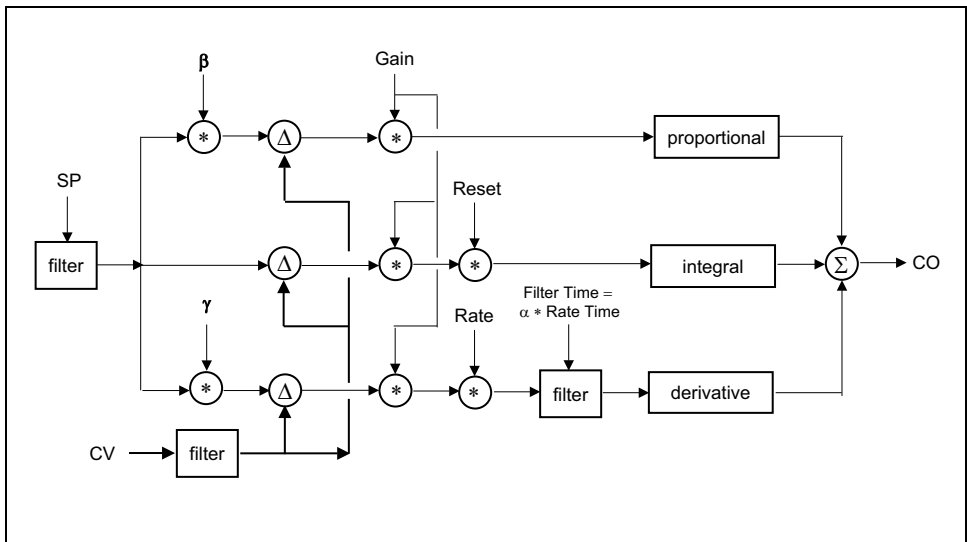 β
Gain
*
Δ
*
proportional
SP
Reset
filter
Δ
*
*
integral
Σ
CO
γ
Rate
Filter Time =
α * Rate Time
*
Δ
*
*
filter
derivative
CV
filter